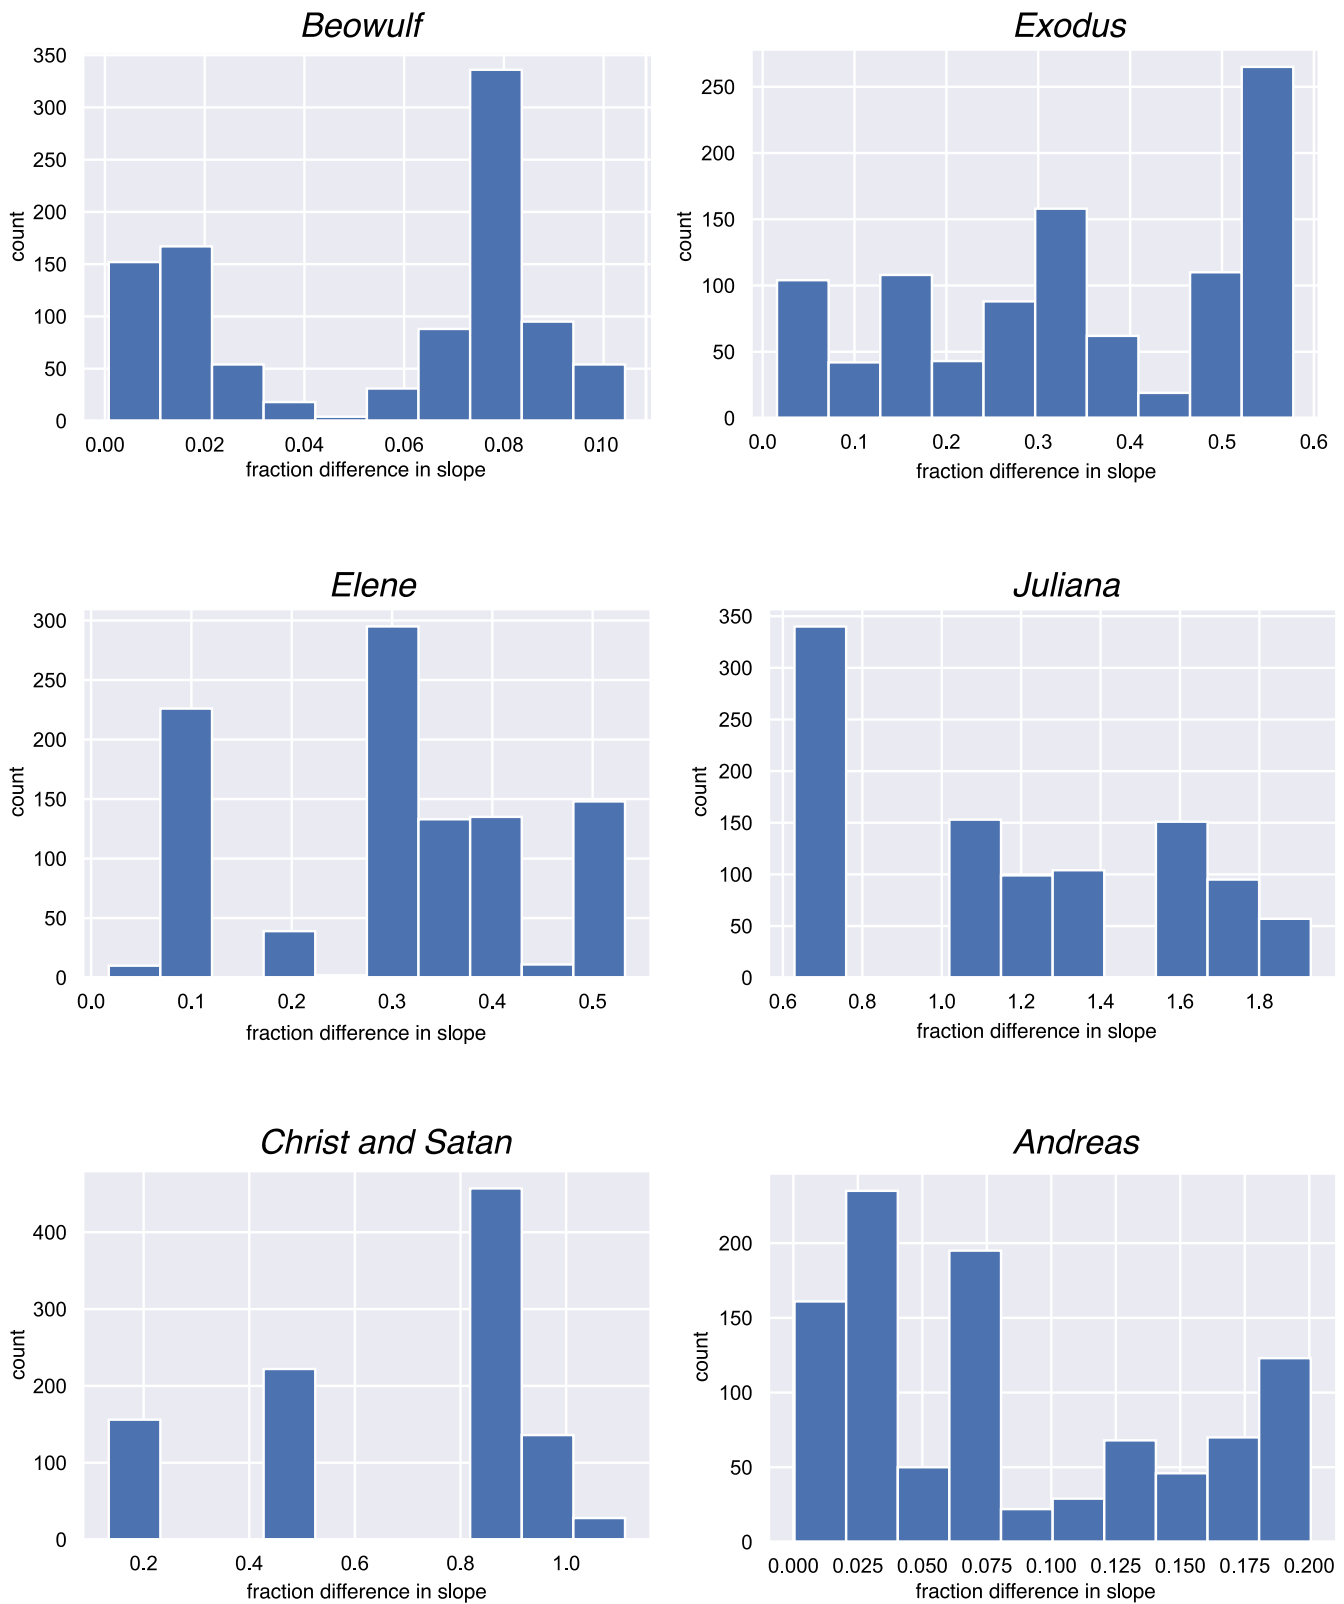 Beowulf
350
300
250
200
150
100
50
0
count
0.00 0.02 0.04 0.06 0.08 0.10
fraction difference in slope
Exodus
250
200
150
100
50
0
count
0.0 0.1 0.2 0.3 0.4 0.5 0.6
fraction difference in slope
Elene
300
250
200
150
100
50
0
count
0.0 0.1 0.2 0.3 0.4 0.5
fraction difference in slope
Juliana
350
300
250
200
150
100
50
0
count
0.6 0.8 1.0 1.2 1.4 1.6 1.8
fraction difference in slope
Christ and Satan
400
300
200
100
0
count
0.2 0.4 0.6 0.8 1.0
fraction difference in slope
Andreas
200
150
100
50
0
count
0.000 0.025 0.050 0.075 0.100 0.125 0.150 0.175 0.200
fraction difference in slope